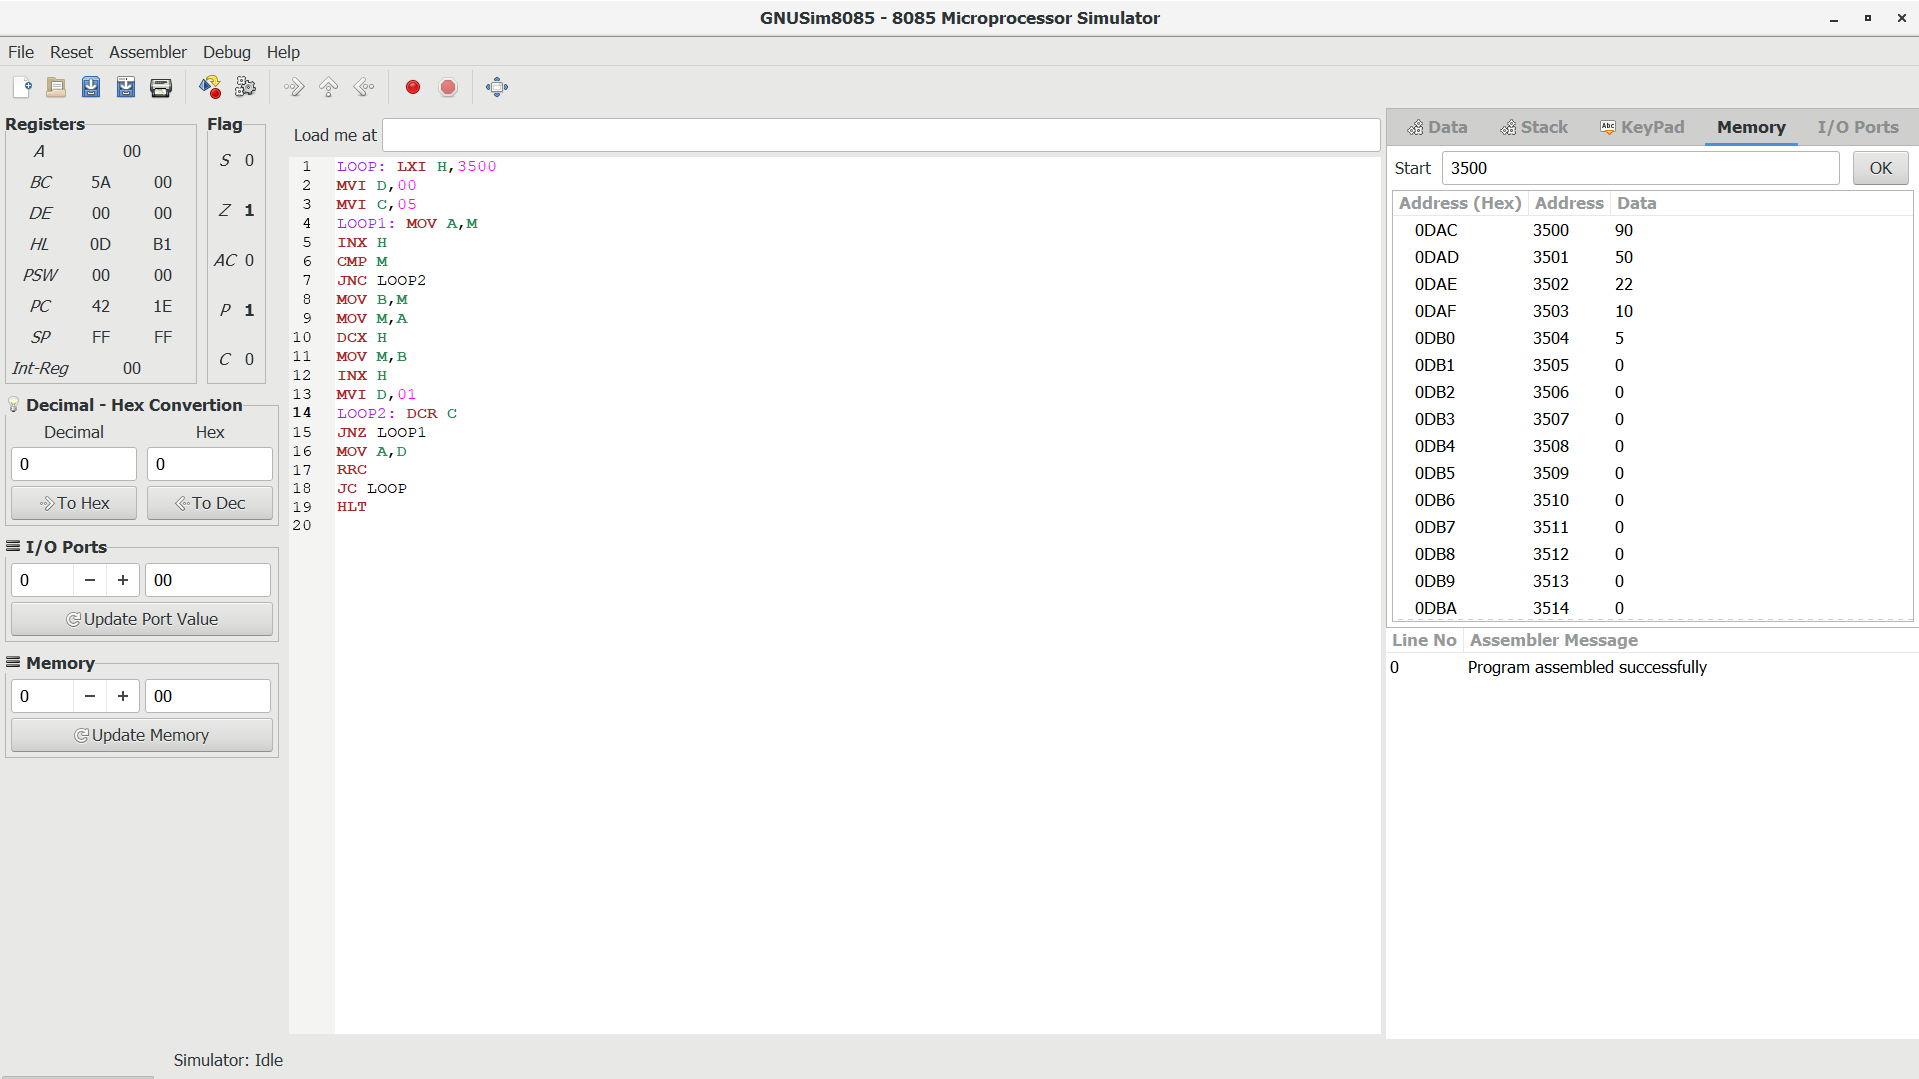 GNUSim8085 - 8085 Microprocessor Simulator
File Reset Assembler Debug Help
Registers
A 00
BC 5A 00
DE 00 00
HL 0D B1
PSW 00 00
PC 42 1E
SP FF FF
Int-Reg 00
Flag
S 0
Z 1
AC 0
P 1
C 0
Decimal - Hex Convertion
Decimal Hex
0 0
To Hex To Dec
I/O Ports
0 − + 00
Update Port Value
Memory
0 − + 00
Update Memory
Load me at
1 LOOP: LXI H,3500
2 MVI D,00
3 MVI C,05
4 LOOP1: MOV A,M
5 INX H
6 CMP M
7 JNC LOOP2
8 MOV B,M
9 MOV M,A
10 DCX H
11 MOV M,B
12 INX H
13 MVI D,01
14 LOOP2: DCR C
15 JNZ LOOP1
16 MOV A,D
17 RRC
18 JC LOOP
19 HLT
20
Data Stack Abc KeyPad Memory I/O Ports
Start 3500 OK
Address (Hex) Address Data
0DAC 3500 90
0DAD 3501 50
0DAE 3502 22
0DAF 3503 10
0DB0 3504 5
0DB1 3505 0
0DB2 3506 0
0DB3 3507 0
0DB4 3508 0
0DB5 3509 0
0DB6 3510 0
0DB7 3511 0
0DB8 3512 0
0DB9 3513 0
0DBA 3514 0
Line No Assembler Message
0 Program assembled successfully
Simulator: Idle